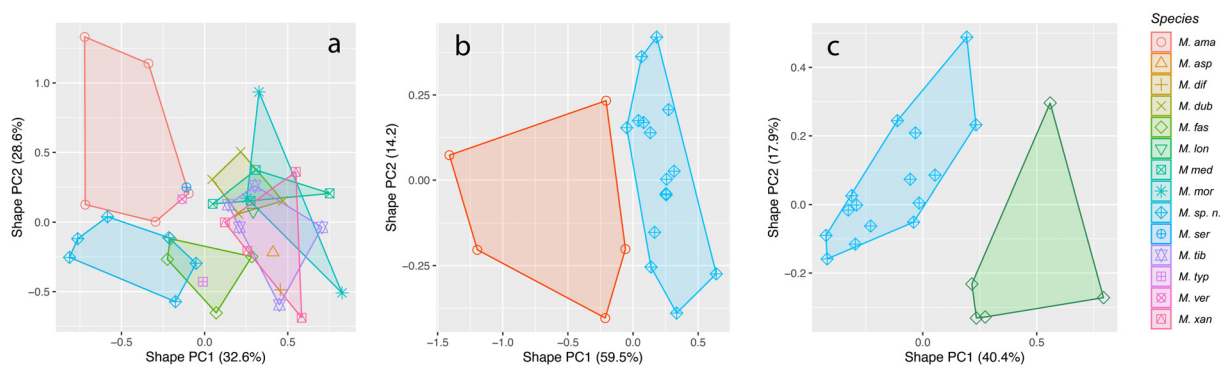 a
Shape PC2 (28.6%)
1.0
0.5
0.0
−0.5
−0.5
0.0
0.5
Shape PC1 (32.6%)
b
Shape PC2 (14.2)
0.25
0.00
−0.25
−1.5
−1.0
−0.5
0.0
0.5
Shape PC1 (59.5%)
c
Shape PC2 (17.9%)
0.4
0.2
0.0
−0.2
0.0
0.5
Shape PC1 (40.4%)
Species
M. ama
M. asp
M. dif
M. dub
M. fas
M. lon
M med
M. mor
M. sp. n.
M. ser
M. tib
M. typ
M. ver
M. xan